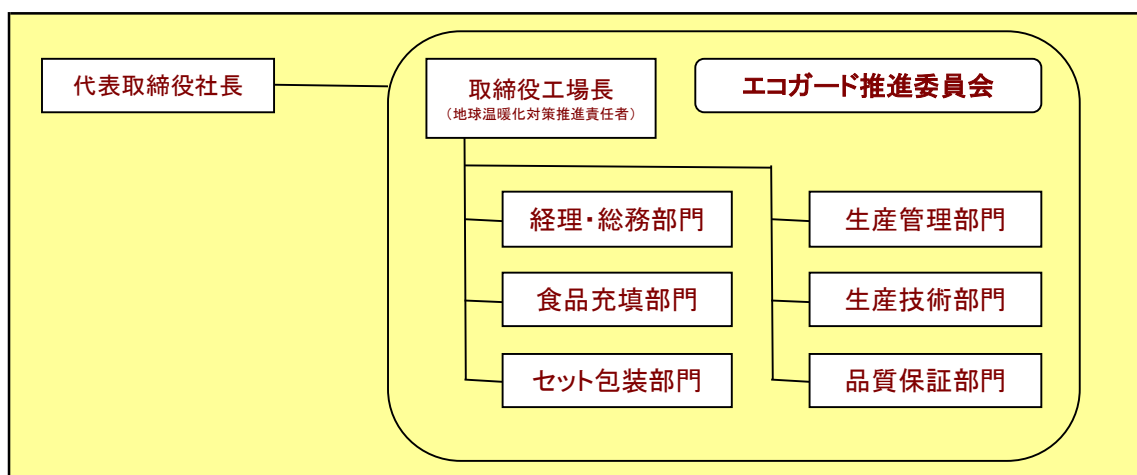 代表取締役社長
取締役工場長
（地球温暖化対策推進責任者）
エコガード推進委員会
経理・総務部門
生産管理部門
食品充填部門
生産技術部門
セット包装部門
品質保証部門